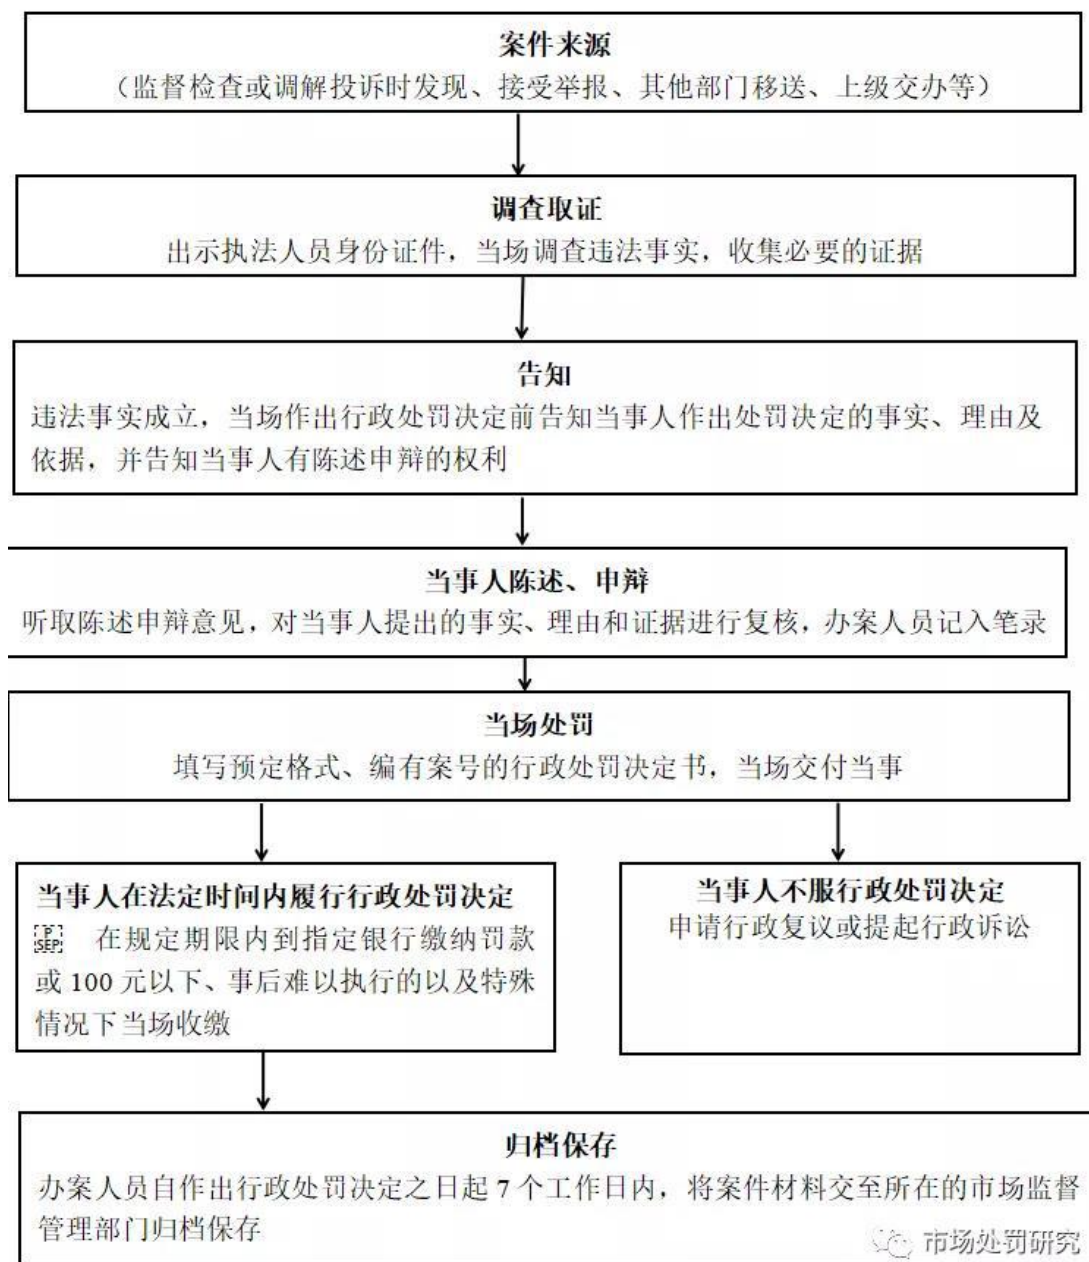 案件来源
（监督检查或调解投诉时发现、接受举报、其他部门移送、上级交办等）
调查取证
出示执法人员身份证件，当场调查违法事实，收集必要的证据
告知
违法事实成立，当场作出行政处罚决定前告知当事人作出处罚决定的事实、理由及
依据，并告知当事人有陈述申辩的权利
当事人陈述、申辩
听取陈述申辩意见，对当事人提出的事实、理由和证据进行复核，办案人员记入笔录
当场处罚
填写预定格式、编有案号的行政处罚决定书，当场交付当事
当事人在法定时间内履行行政处罚决定
P SEP 在规定期限内到指定银行缴纳罚款
或 100 元以下、事后难以执行的以及特殊
情况下当场收缴
当事人不服行政处罚决定
申请行政复议或提起行政诉讼
归档保存
办案人员自作出行政处罚决定之日起 7 个工作日内，将案件材料交至所在的市场监督
管理部门归档保存
市场处罚研究